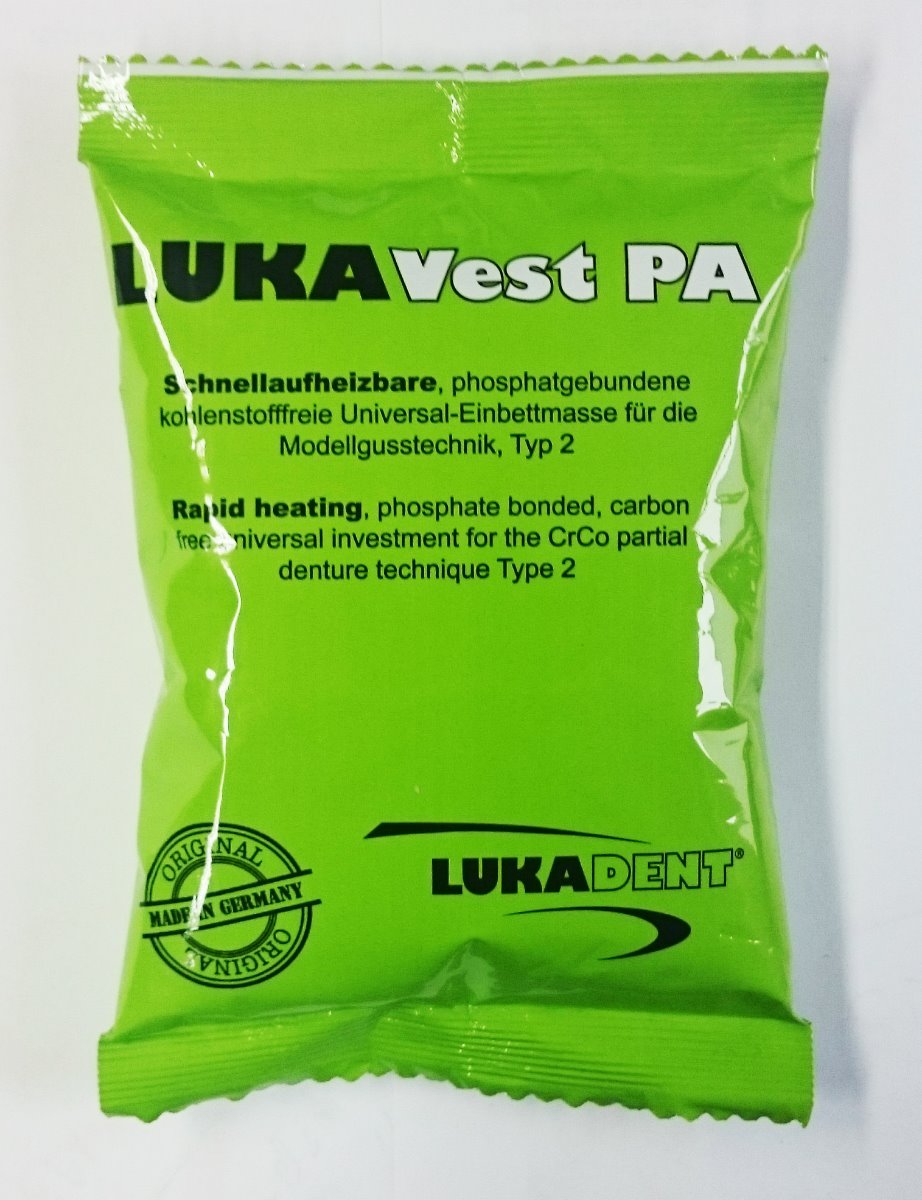 LUKAVest PA
Schnellaufheizbare, phosphatgebundene
kohlenstofffreie Universal-Einbettmasse für die
Modellgusstechnik, Typ 2
Rapid heating, phosphate bonded, carbon
free universal investment for the CrCo partial
denture technique Type 2
ORIGINAL
MADE IN GERMANY
ORIGINAL
LUKADENT®